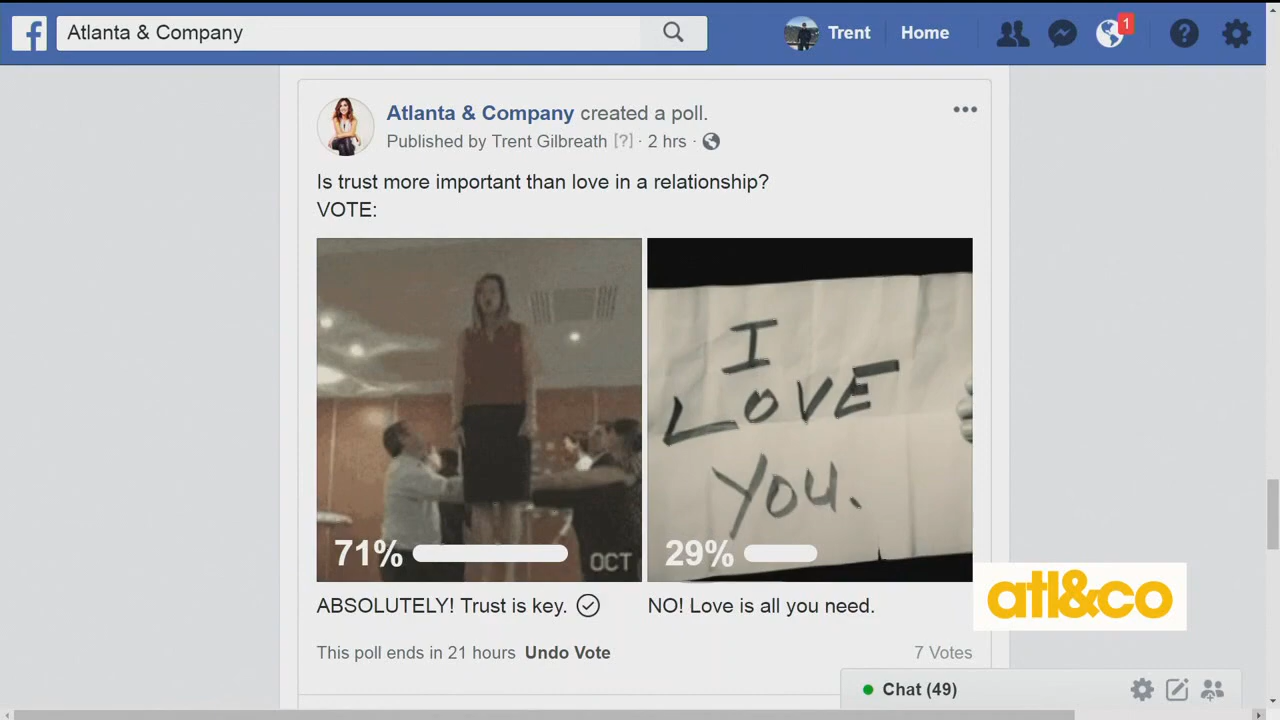 Atlanta & Company
Trent
Home
1
Atlanta & Company created a poll.
Published by Trent Gilbreath [?] · 2 hrs ·
Is trust more important than love in a relationship?
VOTE:
I
LOVE
YOU.
71%
OCT
29%
ABSOLUTELY! Trust is key.
NO! Love is all you need.
atl&co
This poll ends in 21 hours Undo Vote
7 Votes
Chat (49)